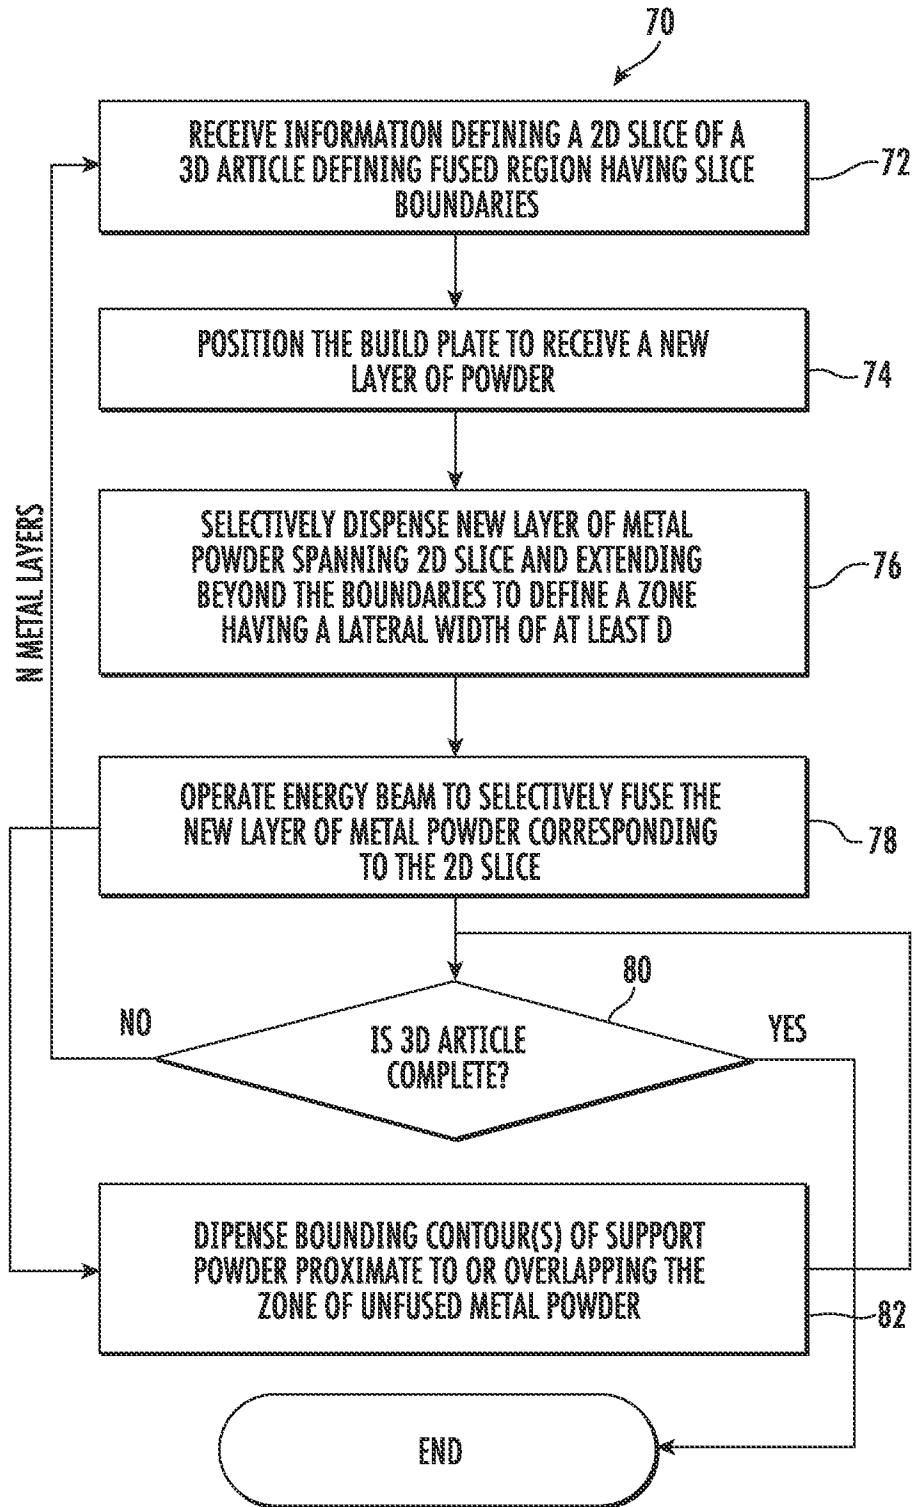 70
RECEIVE INFORMATION DEFINING A 2D SLICE OF A
3D ARTICLE DEFINING FUSED REGION HAVING SLICE
BOUNDARIES
72
POSITION THE BUILD PLATE TO RECEIVE A NEW
LAYER OF POWDER
74
SELECTIVELY DISPENSE NEW LAYER OF METAL
POWDER SPANNING 2D SLICE AND EXTENDING
BEYOND THE BOUNDARIES TO DEFINE A ZONE
HAVING A LATERAL WIDTH OF AT LEAST D
76
N METAL LAYERS
OPERATE ENERGY BEAM TO SELECTIVELY FUSE THE
NEW LAYER OF METAL POWDER CORRESPONDING
TO THE 2D SLICE
78
80
NO
IS 3D ARTICLE
COMPLETE?
YES
DIPENSE BOUNDING CONTOUR(S) OF SUPPORT
POWDER PROXIMATE TO OR OVERLAPPING THE
ZONE OF UNFUSED METAL POWDER
82
END